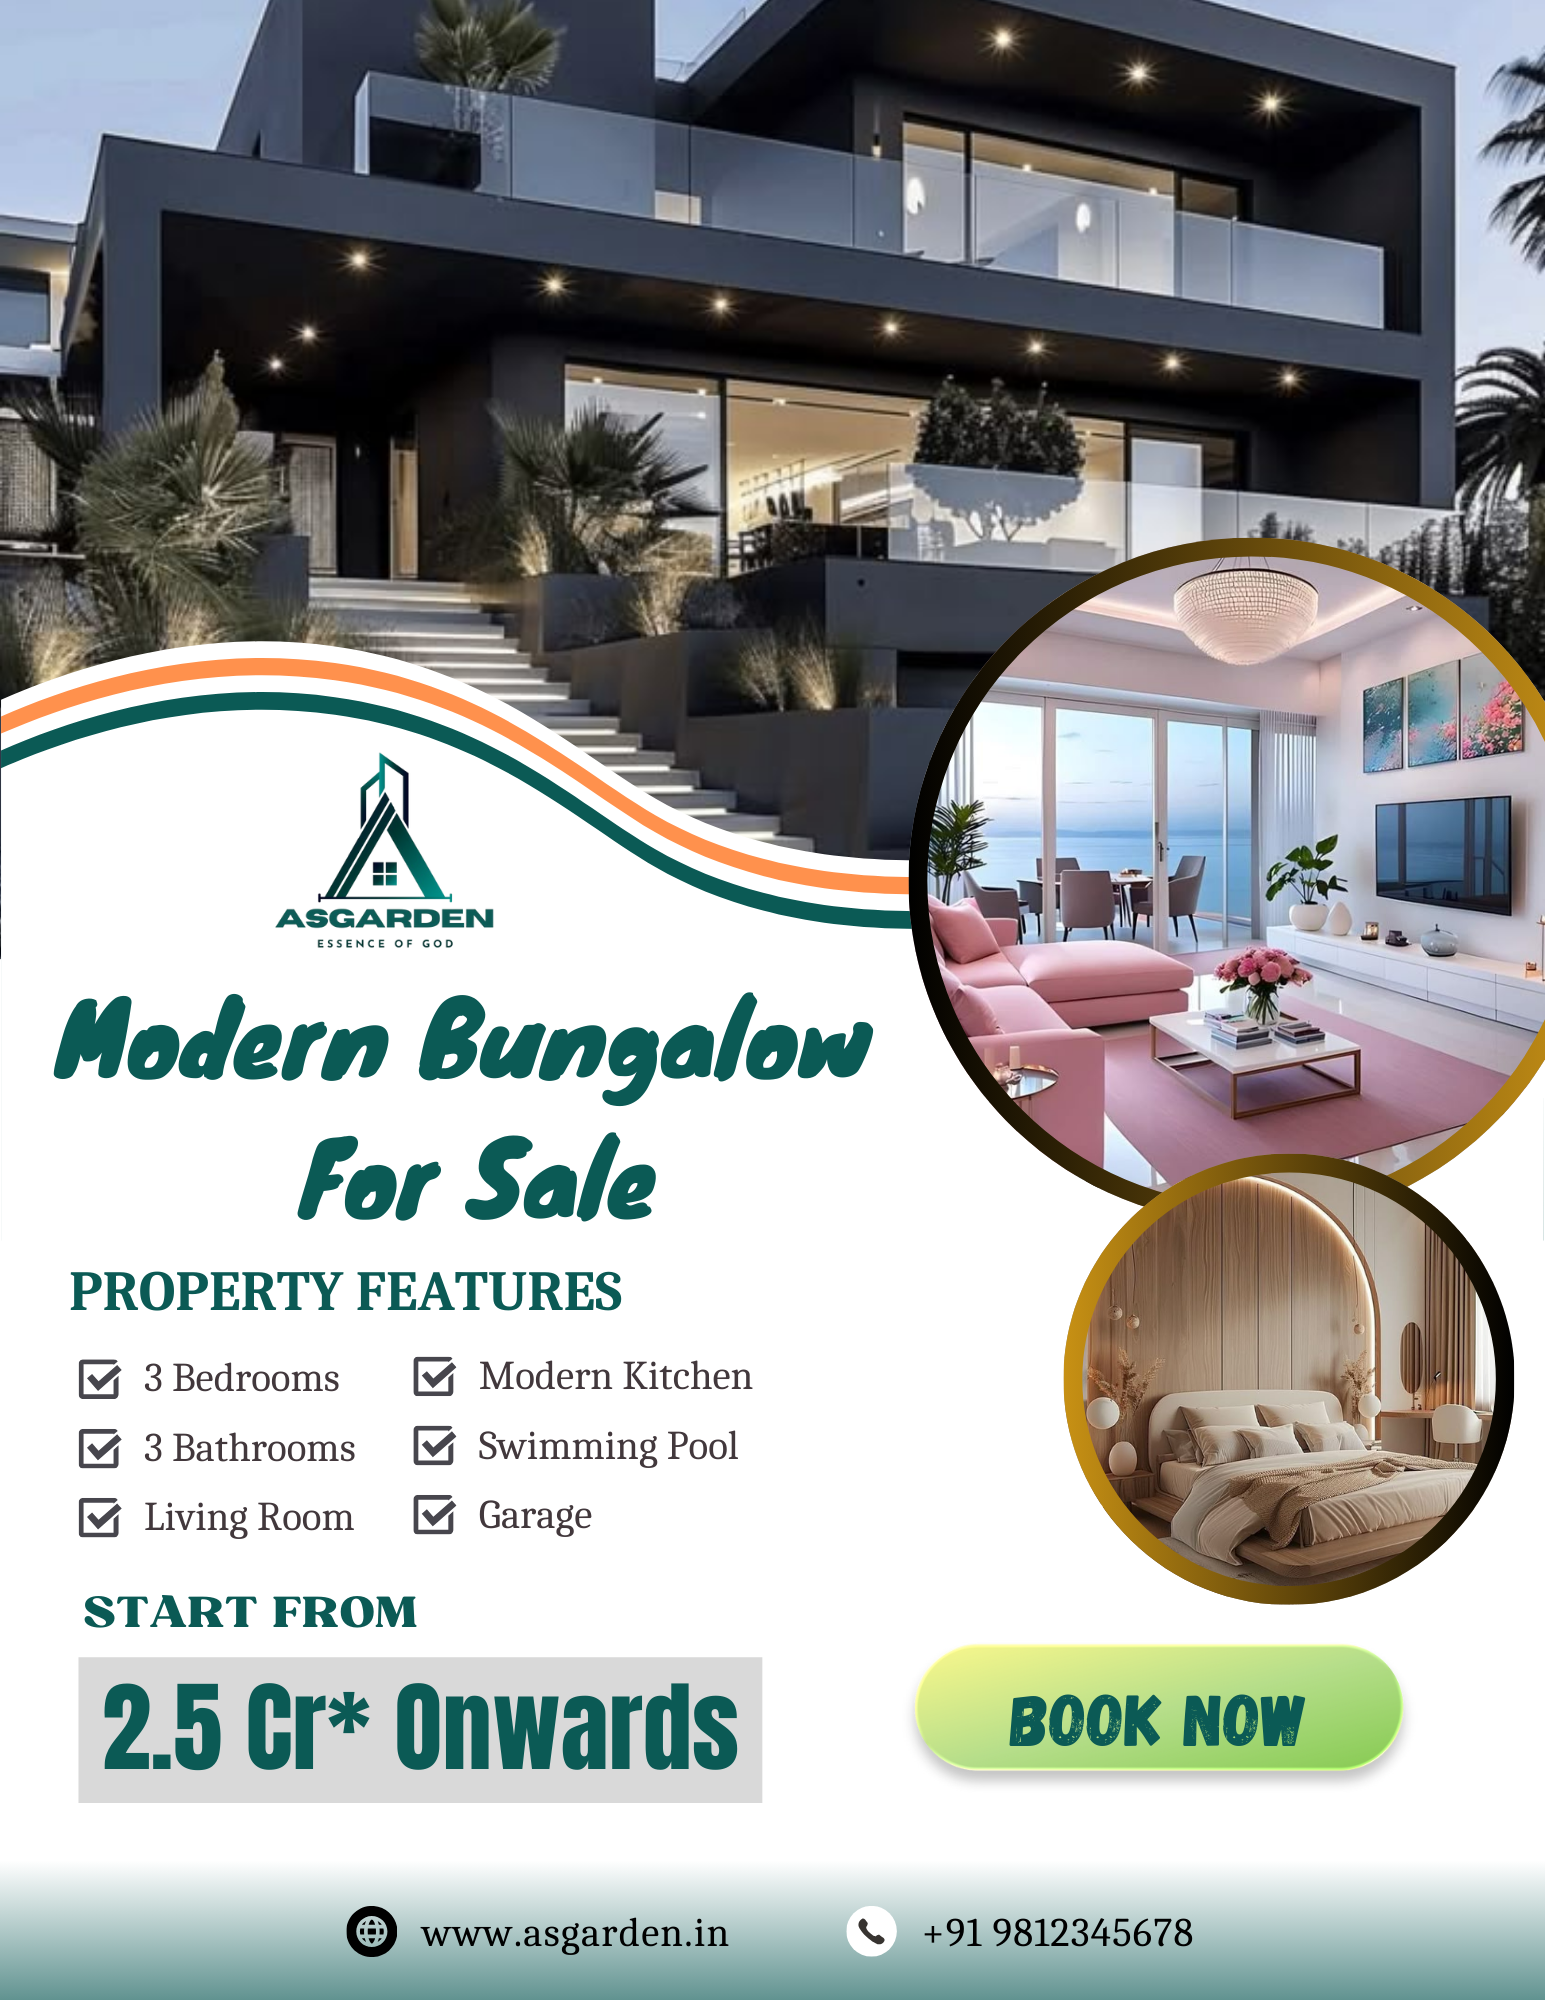 ASGARDEN
ESSENCE OF GOD
Modern Bungalow
For Sale
PROPERTY FEATURES
3 Bedrooms
3 Bathrooms
Living Room
Modern Kitchen
Swimming Pool
Garage
START FROM
2.5 Cr* Onwards
BOOK NOW
www.asgarden.in
+91 9812345678